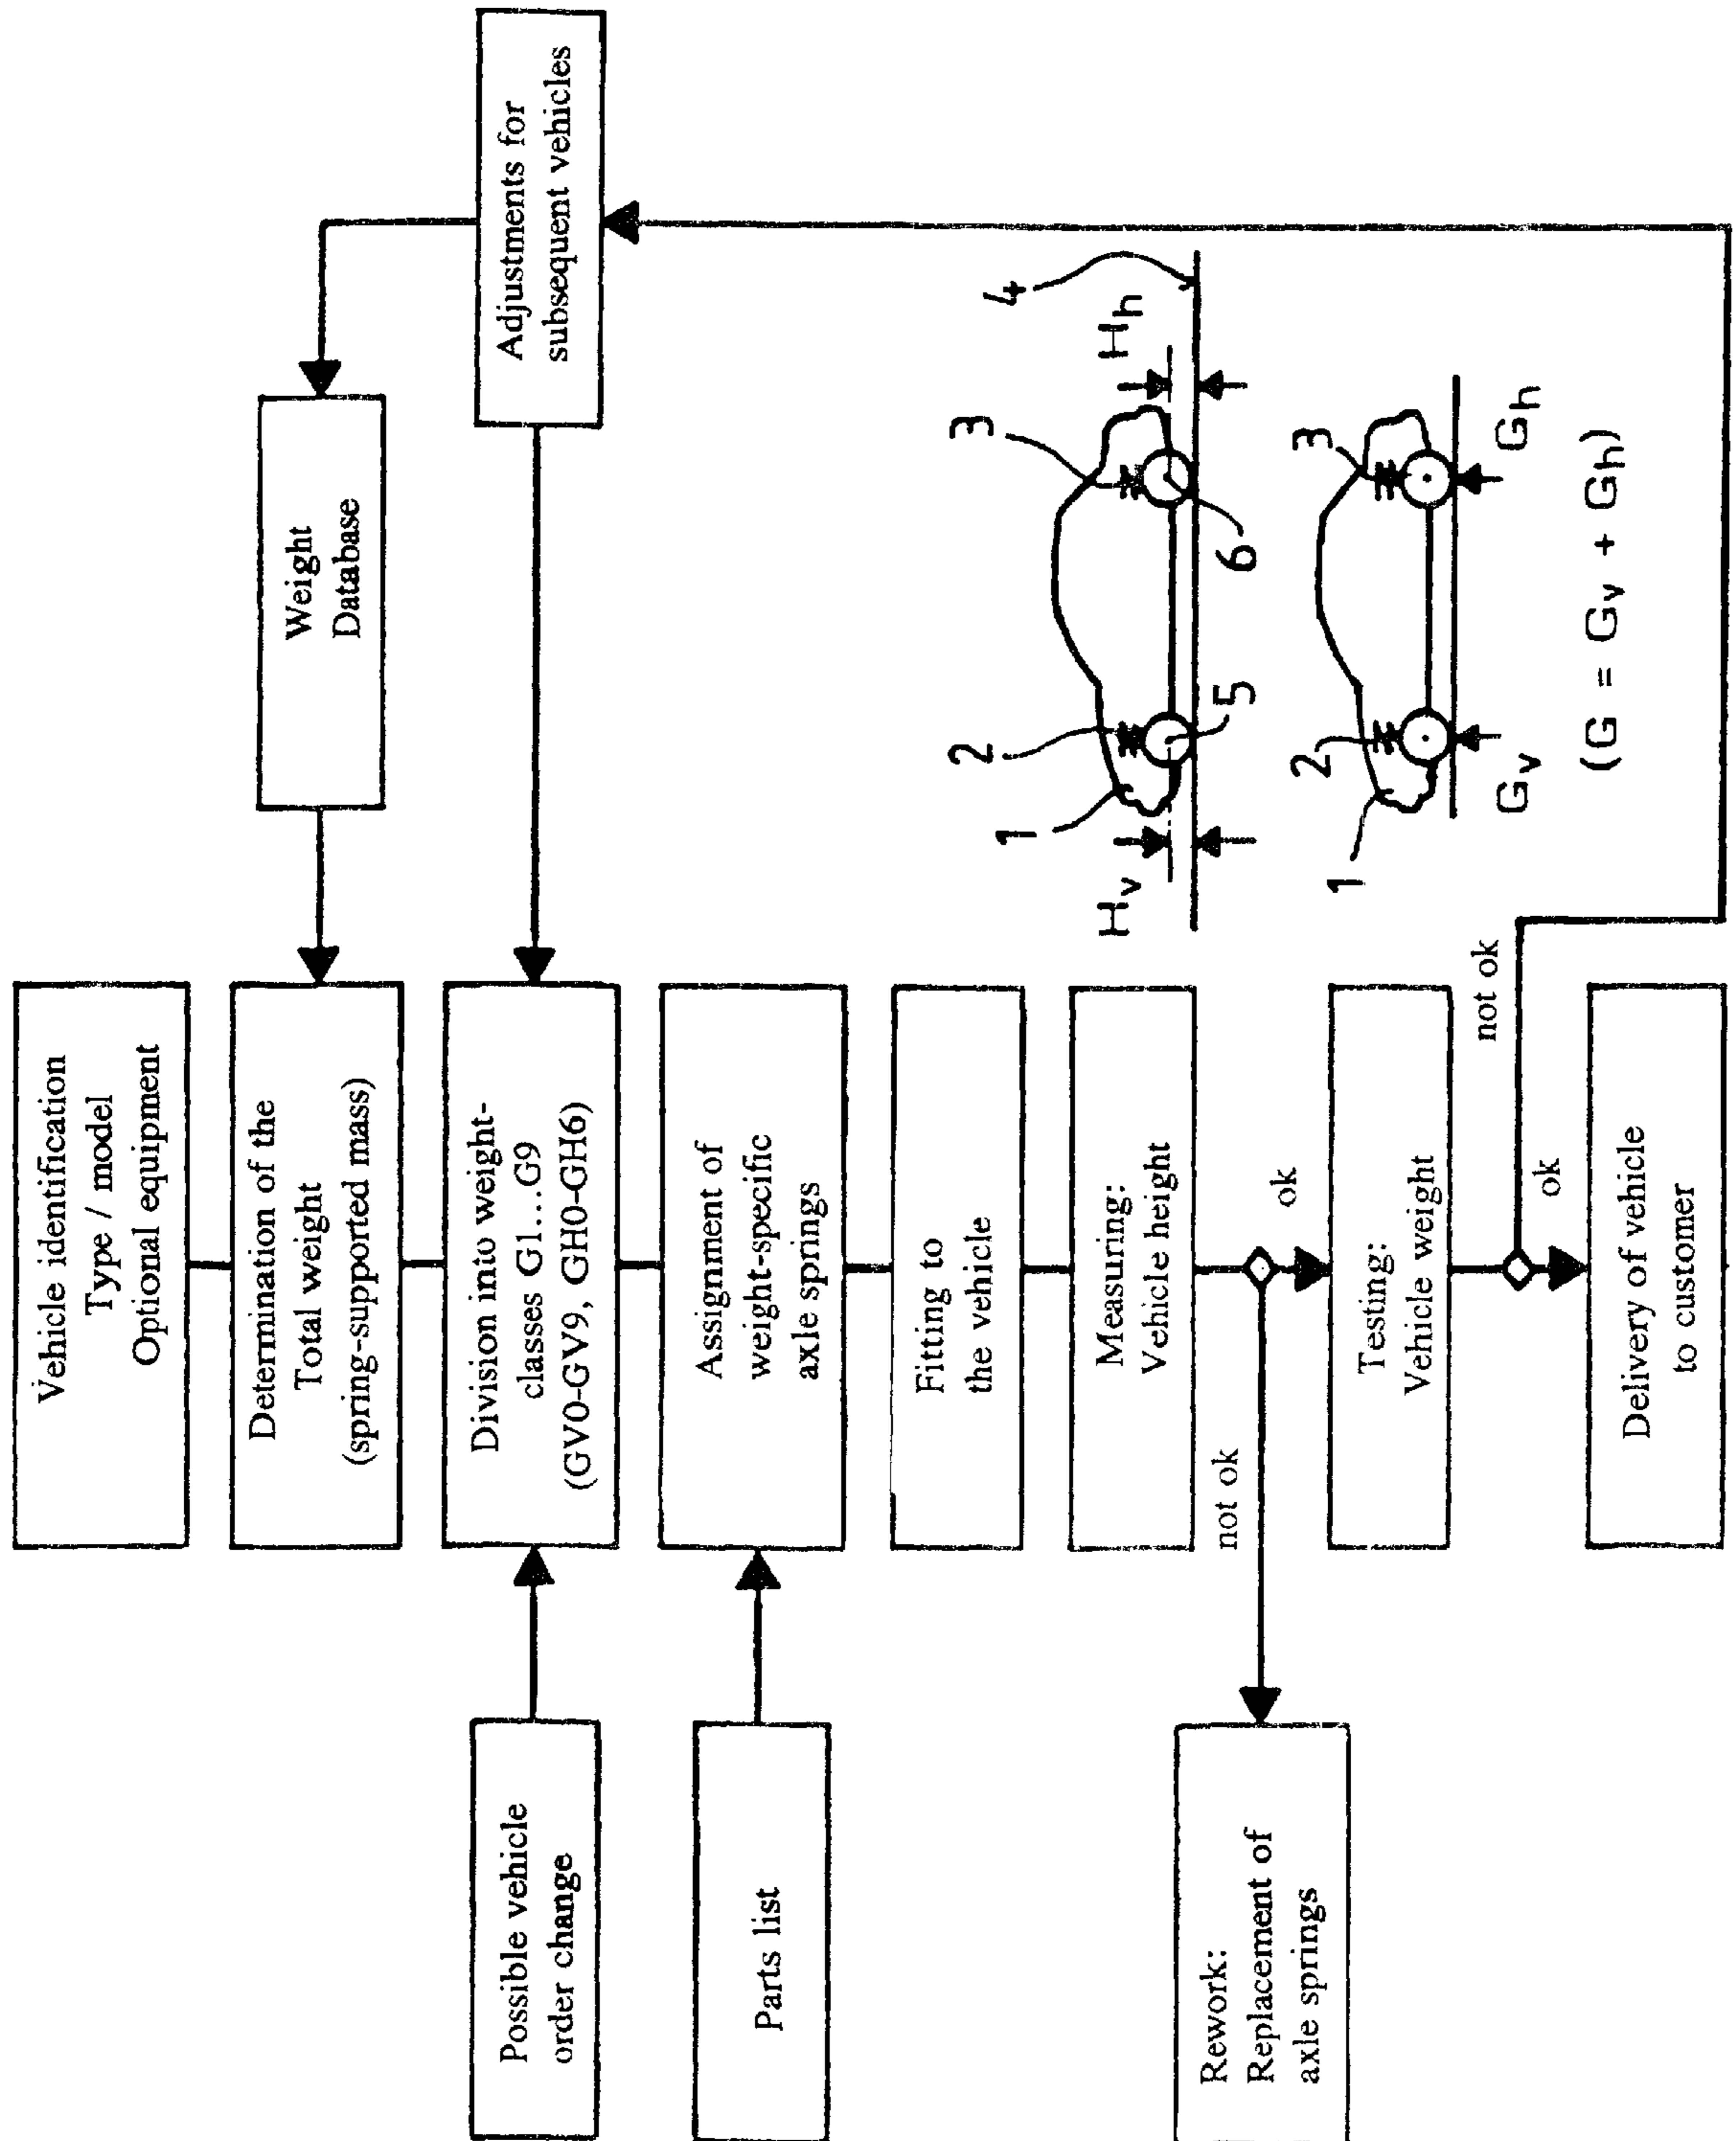 Vehicle identification
Type / model
Optional equipment
Determination of the
Total weight
(spring-supported mass)
Weight
Database
Possible vehicle
order change
Division into weight-
classes G1...G9
(GV0-GV9, GH0-GH6)
Adjustments for
subsequent vehicles
Parts list
Assignment of
weight-specific
axle springs
Fitting to
the vehicle
Measuring:
Vehicle height
not ok
ok
Rework:
Replacement of
axle springs
Testing:
Vehicle weight
not ok
ok
Delivery of vehicle
to customer
1
2
3
4
Hv
Hh
5
6
1
2
3
Gv
Gh
(G = Gv + Gh)